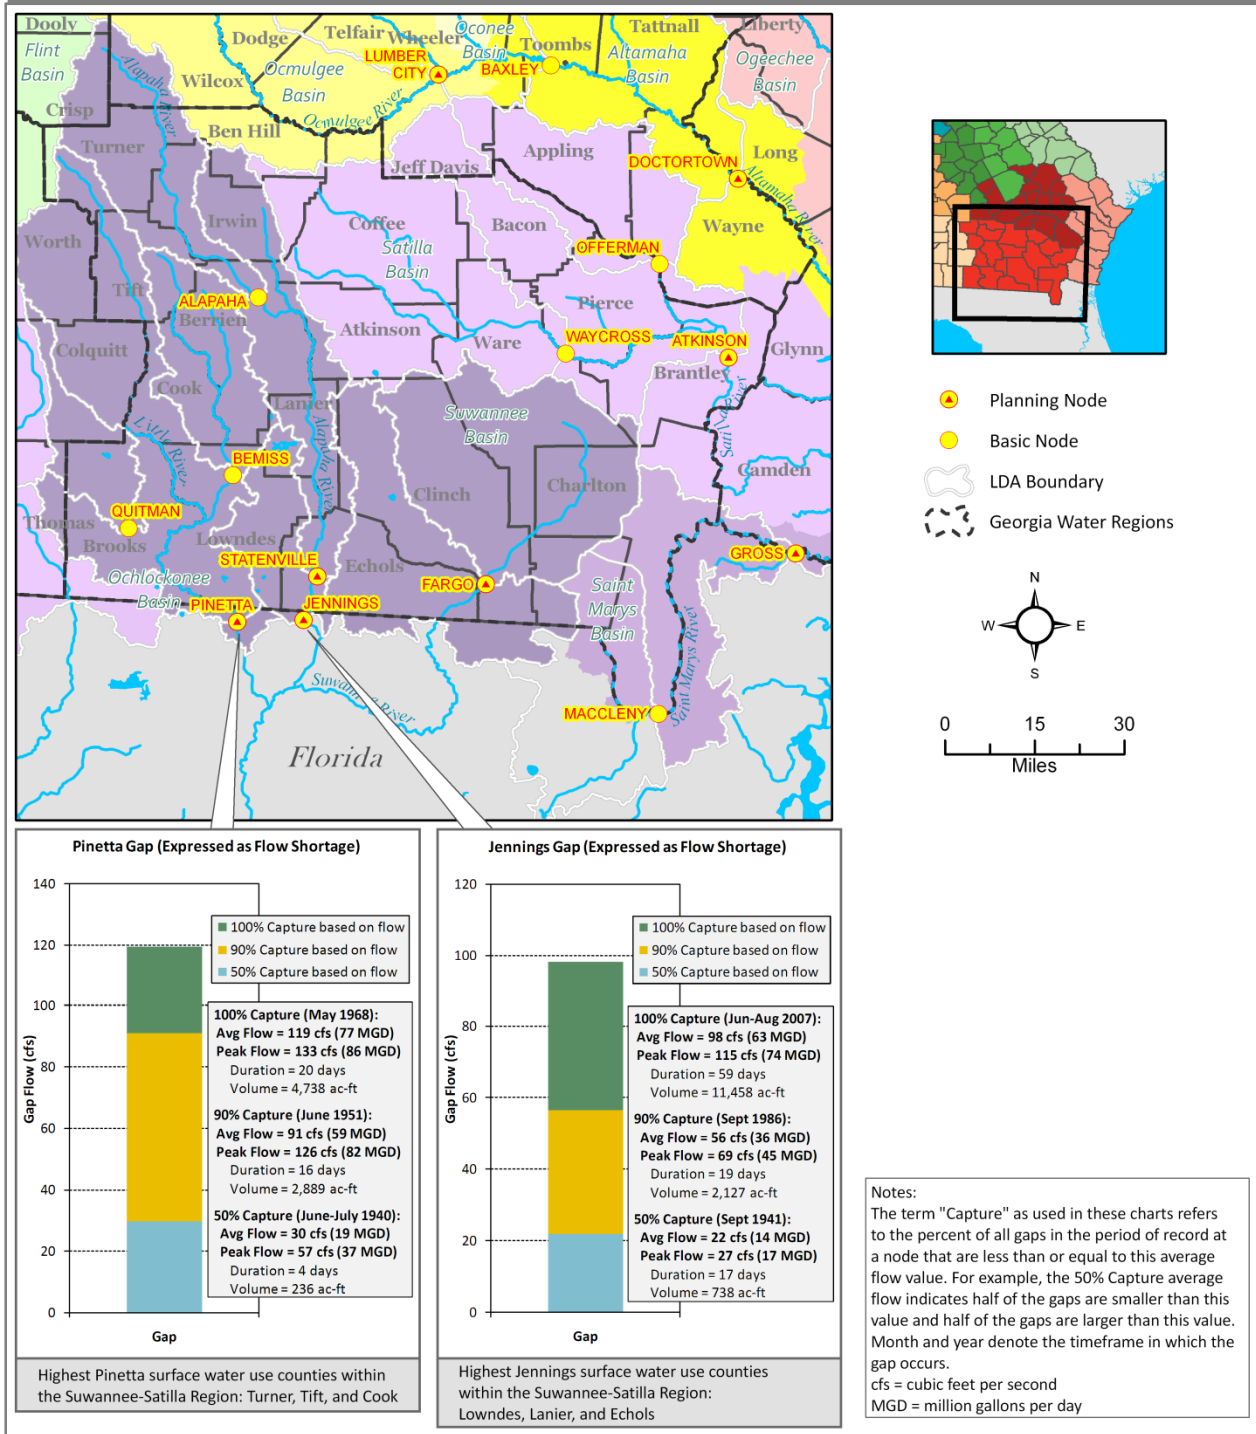 Dooly
Flint
Basin
Crisp
Turner
Worth
Alapaha River
Dodge
Wilcox
Ocmulgee
Basin
Ben Hill
Ocmulgee River
Telfair
Wheeler
LUMBER
CITY
Oconee
Basin
BAXLEY
Toombs
Tattnall
Altamaha
Basin
Liberty
Ogeechee
Basin
Jeff Davis
Appling
DOCTORTOWN
Long
Altamaha River
Irwin
Coffee
Satilla
Basin
Bacon
OFFERMAN
Wayne
Tift
ALAPAHA
Berrien
Atkinson
Pierce
Ware
WAYCROSS
ATKINSON
Brantley
Glynn
Colquitt
Cook
Lanier
Suwannee
Basin
Little River
Alapaha River
BEMISS
Clinch
Charlton
Camden
QUITMAN
Thomas
Brooks
Lowndes
STATENVILLE
Echols
FARGO
GROSS
Ochlockonee
Basin
PINETTA
JENNINGS
Saint
Marys
Basin
Saint Marys River
Suwannee River
MACCLENY
Florida
Planning Node
Basic Node
LDA Boundary
Georgia Water Regions
N
W E
S
0 15 30
Miles
Pinetta Gap (Expressed as Flow Shortage)
140
120
100
80
60
40
20
0
Gap Flow (cfs)
100% Capture based on flow
90% Capture based on flow
50% Capture based on flow
100% Capture (May 1968):
Avg Flow = 119 cfs (77 MGD)
Peak Flow = 133 cfs (86 MGD)
Duration = 20 days
Volume = 4,738 ac-ft
90% Capture (June 1951):
Avg Flow = 91 cfs (59 MGD)
Peak Flow = 126 cfs (82 MGD)
Duration = 16 days
Volume = 2,889 ac-ft
50% Capture (June-July 1940):
Avg Flow = 30 cfs (19 MGD)
Peak Flow = 57 cfs (37 MGD)
Duration = 4 days
Volume = 236 ac-ft
Gap
Highest Pinetta surface water use counties within
the Suwannee-Satilla Region: Turner, Tift, and Cook
Jennings Gap (Expressed as Flow Shortage)
120
100
80
60
40
20
0
Gap Flow (cfs)
100% Capture based on flow
90% Capture based on flow
50% Capture based on flow
100% Capture (Jun-Aug 2007):
Avg Flow = 98 cfs (63 MGD)
Peak Flow = 115 cfs (74 MGD)
Duration = 59 days
Volume = 11,458 ac-ft
90% Capture (Sept 1986):
Avg Flow = 56 cfs (36 MGD)
Peak Flow = 69 cfs (45 MGD)
Duration = 19 days
Volume = 2,127 ac-ft
50% Capture (Sept 1941):
Avg Flow = 22 cfs (14 MGD)
Peak Flow = 27 cfs (17 MGD)
Duration = 17 days
Volume = 738 ac-ft
Gap
Highest Jennings surface water use counties
within the Suwannee-Satilla Region:
Lowndes, Lanier, and Echols
Notes:
The term "Capture" as used in these charts refers
to the percent of all gaps in the period of record at
a node that are less than or equal to this average
flow value. For example, the 50% Capture average
flow indicates half of the gaps are smaller than this
value and half of the gaps are larger than this value.
Month and year denote the timeframe in which the
gap occurs.
cfs = cubic feet per second
MGD = million gallons per day